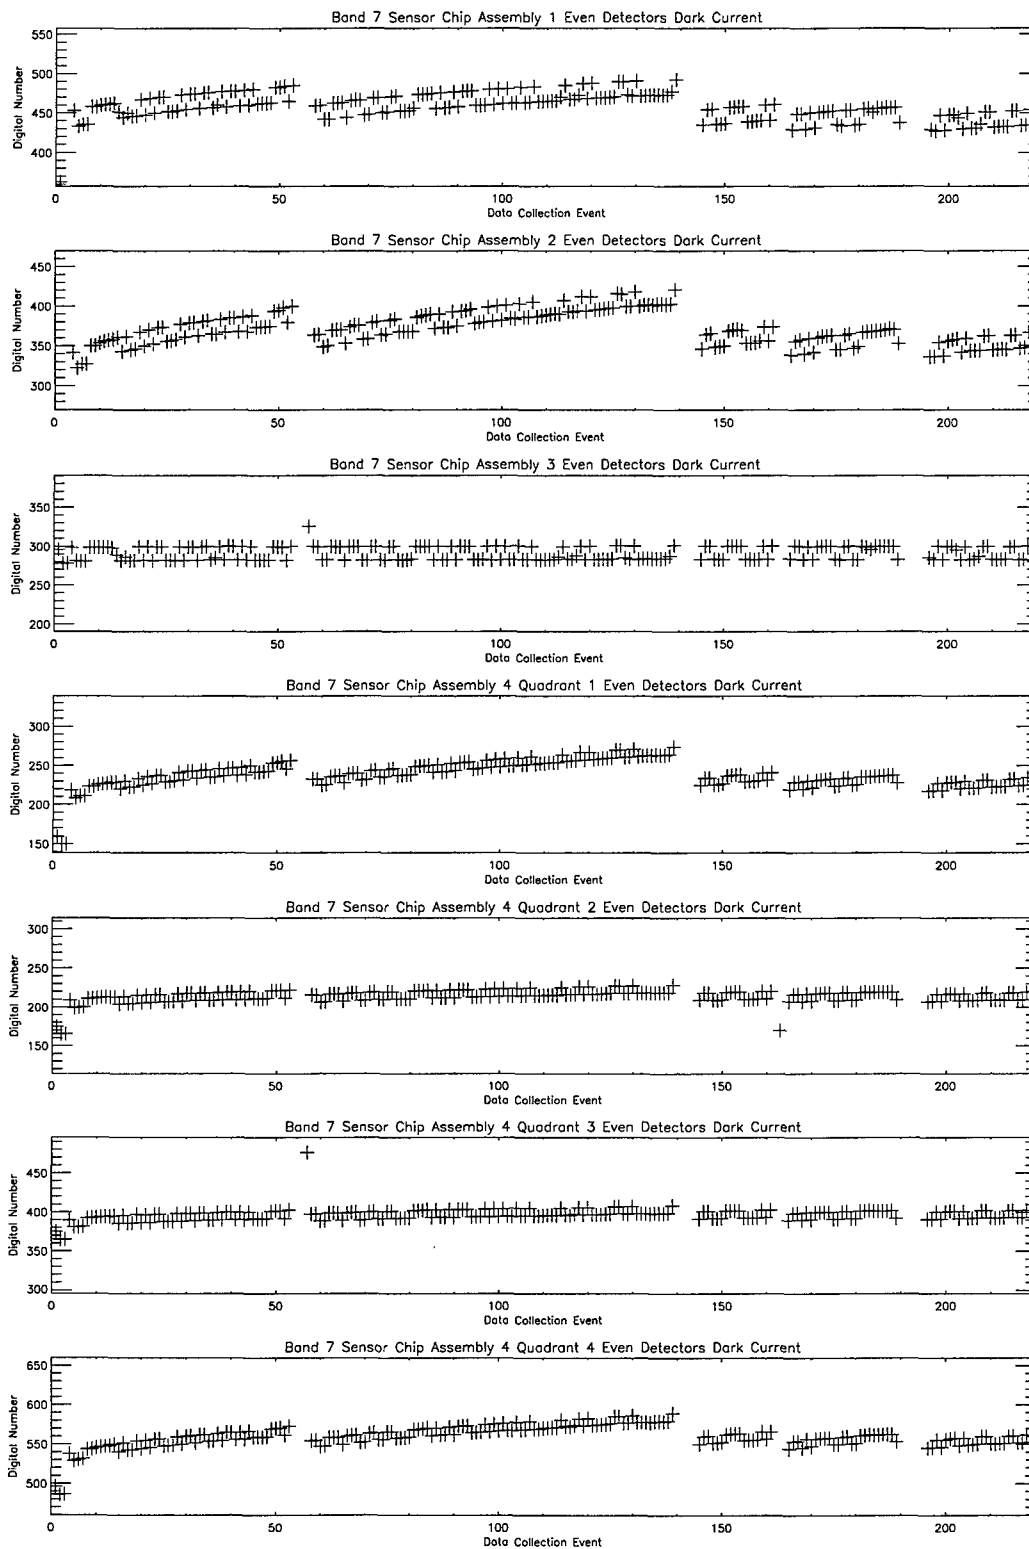 Band 7 Sensor Chip Assembly 1 Even Detectors Dark Current
550
500
450
400
Digital Number
0 50 100 150 200
Data Collection Event
Band 7 Sensor Chip Assembly 2 Even Detectors Dark Current
450
400
350
300
Digital Number
0 50 100 150 200
Data Collection Event
Band 7 Sensor Chip Assembly 3 Even Detectors Dark Current
350
300
250
200
Digital Number
0 50 100 150 200
Data Collection Event
Band 7 Sensor Chip Assembly 4 Quadrant 1 Even Detectors Dark Current
300
250
200
150
Digital Number
0 50 100 150 200
Data Collection Event
Band 7 Sensor Chip Assembly 4 Quadrant 2 Even Detectors Dark Current
300
250
200
150
Digital Number
0 50 100 150 200
Data Collection Event
Band 7 Sensor Chip Assembly 4 Quadrant 3 Even Detectors Dark Current
450
400
350
300
Digital Number
0 50 100 150 200
Data Collection Event
Band 7 Sensor Chip Assembly 4 Quadrant 4 Even Detectors Dark Current
650
600
550
500
Digital Number
0 50 100 150 200
Data Collection Event